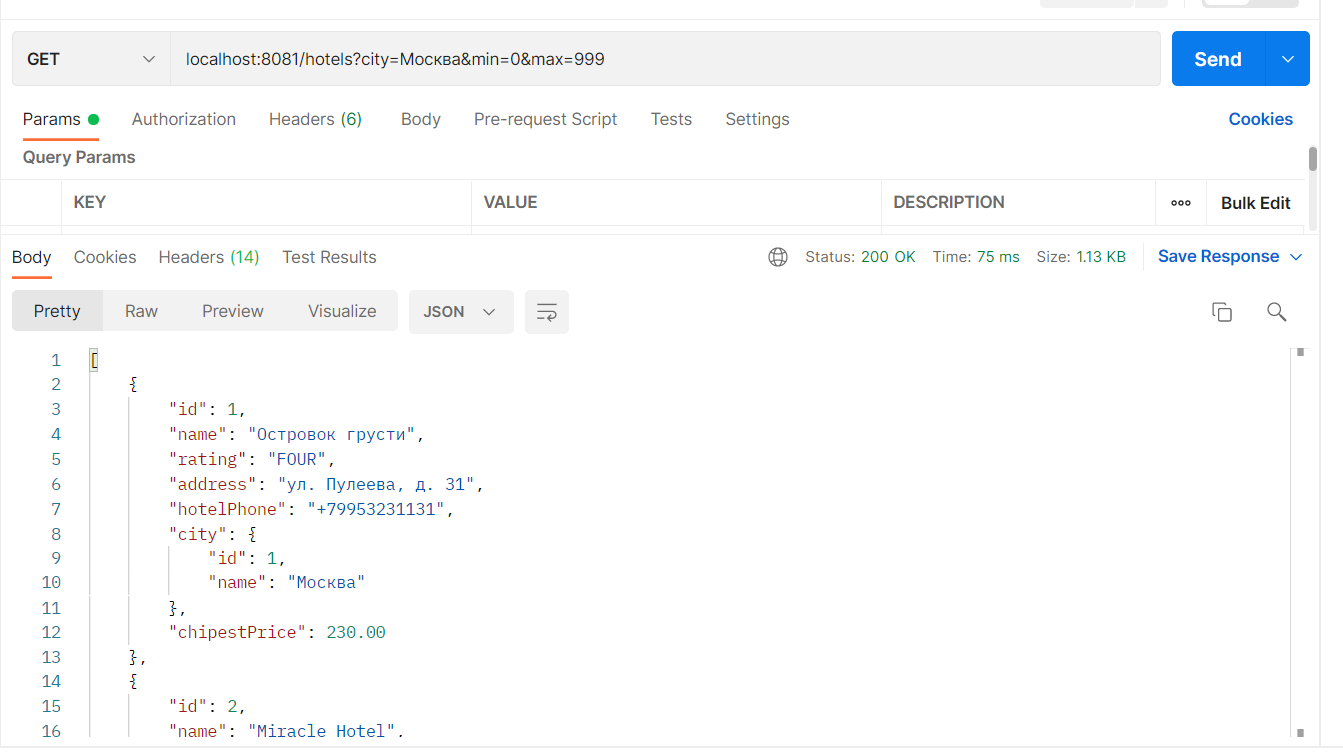 GET localhost:8081/hotels?city=Москва&min=0&max=999 Send
Params Authorization Headers (6) Body Pre-request Script Tests Settings Cookies
Query Params
KEY VALUE DESCRIPTION ooo Bulk Edit
Body Cookies Headers (14) Test Results Status: 200 OK Time: 75 ms Size: 1.13 KB Save Response
Pretty Raw Preview Visualize JSON
1 [
2 {
3 "id": 1,
4 "name": "Островок грусти",
5 "rating": "FOUR",
6 "address": "ул. Пулеева, д. 31",
7 "hotelPhone": "+79953231131",
8 "city": {
9 "id": 1,
10 "name": "Москва"
11 },
12 "chipestPrice": 230.00
13 },
14 {
15 "id": 2,
16 "name": "Miracle Hotel",